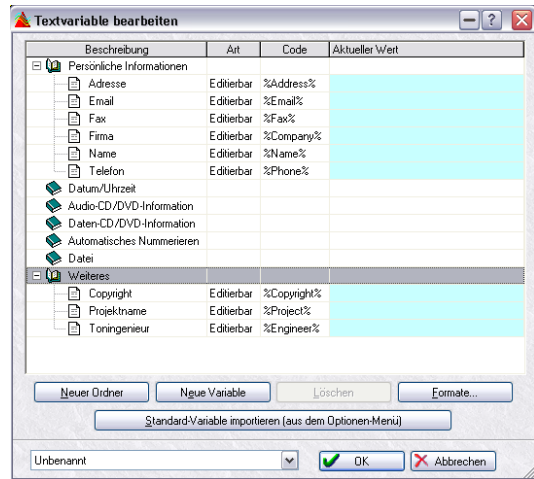 Textvariable bearbeiten
Beschreibung Art Code Aktueller Wert
Persönliche Informationen
Adresse Editierbar %Address%
Email Editierbar %Email%
Fax Editierbar %Fax%
Firma Editierbar %Company%
Name Editierbar %Name%
Telefon Editierbar %Phone%
Datum/Uhrzeit
Audio-CD/DVD-Information
Daten-CD/DVD-Information
Automatisches Nummerieren
Datei
Weiteres
Copyright Editierbar %Copyright%
Projektname Editierbar %Project%
Toningenieur Editierbar %Engineer%
Neuer Ordner Neue Variable Löschen Formate...
Standard-Variable importieren (aus dem Optionen-Menü)
Unbenannt OK Abbrechen